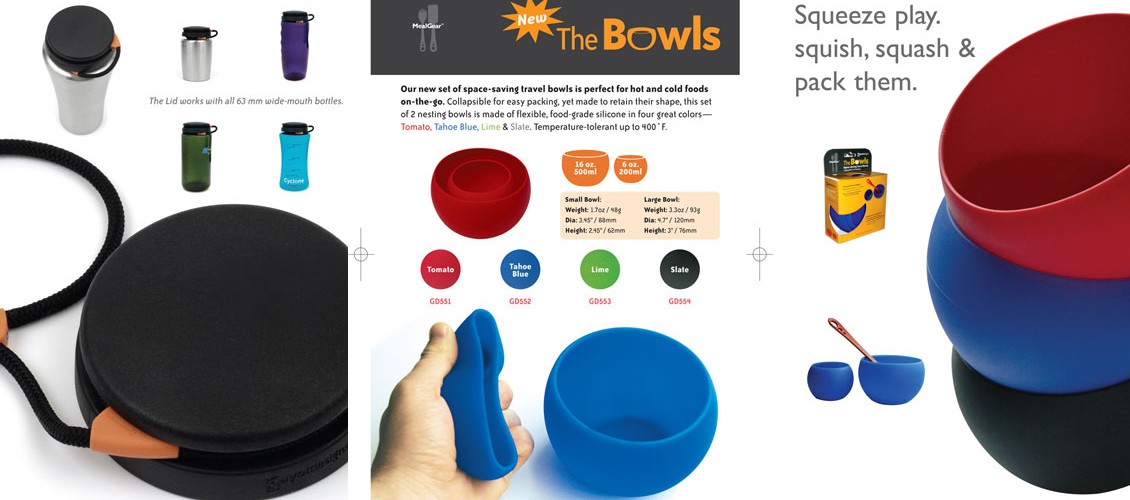 The Lid works with all 63 mm wide-mouth bottles.
Cyclone
MealGear™
New
The Bowls
Our new set of space-saving travel bowls is perfect for hot and cold foods
on-the-go. Collapsible for easy packing, yet made to retain their shape, this set
of 2 nesting bowls is made of flexible, food-grade silicone in four great colors—
Tomato, Tahoe Blue, Lime & Slate. Temperature-tolerant up to 400˚F.
16 oz.
500ml
6 oz.
200ml
Small Bowl:
Weight: 1.7oz / 48g
Dia: 3.45" / 88mm
Height: 2.45" / 62mm
Large Bowl:
Weight: 3.3oz / 93g
Dia: 4.7" / 120mm
Height: 3" / 76mm
Tomato
Tahoe
Blue
Lime
Slate
GD551
GD552
GD553
GD554
Squeeze play.
squish, squash &
pack them.
The Bowls